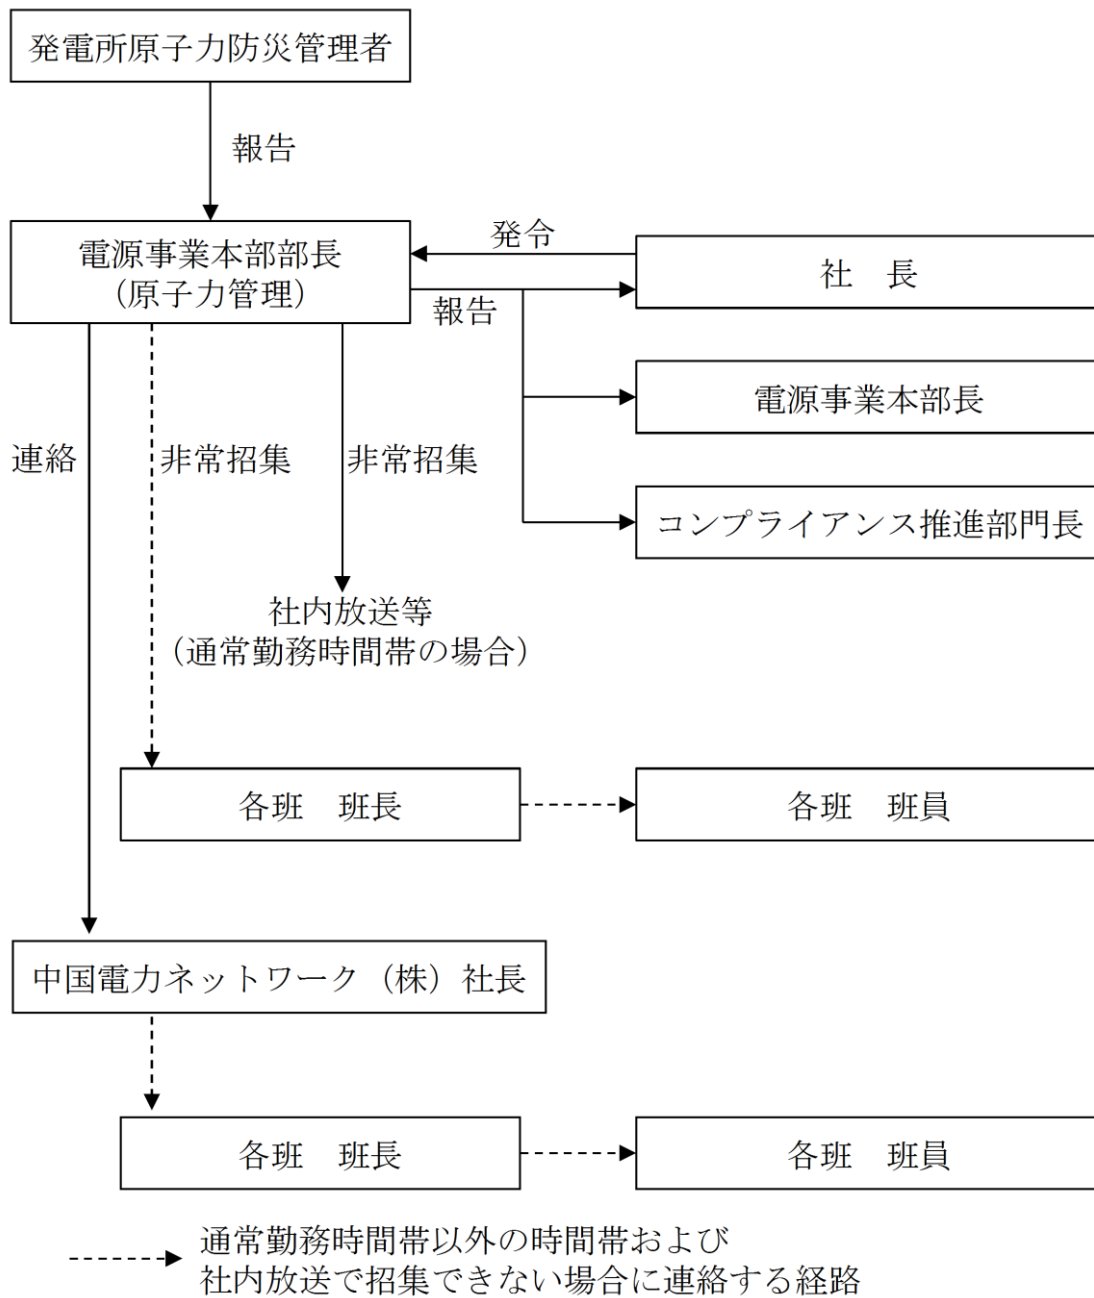 発電所原子力防災管理者
報告
電源事業本部部長
（原子力管理）
発令
報告
社　長
電源事業本部長
コンプライアンス推進部門長
連絡
非常招集
非常招集
社内放送等
（通常勤務時間帯の場合）
各班　班長
各班　班員
中国電力ネットワーク（株）社長
各班　班長
各班　班員
通常勤務時間帯以外の時間帯および
社内放送で招集できない場合に連絡する経路